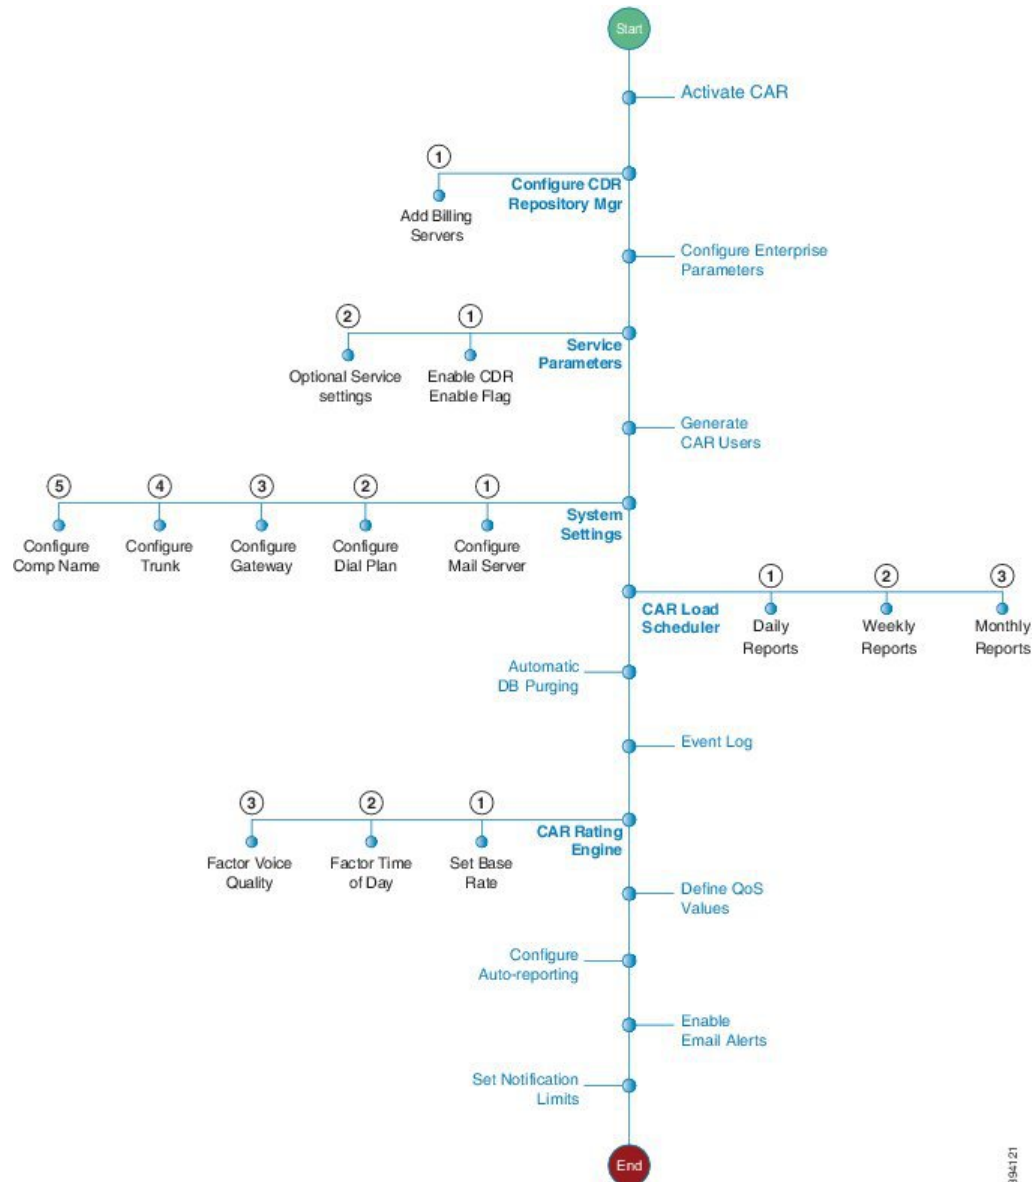 Start
Activate CAR
1
Configure CDR
Repository Mgr
Add Billing
Servers
Configure Enterprise
Parameters
2
1
Service
Parameters
Optional Service
settings
Enable CDR
Enable Flag
Generate
CAR Users
5
4
3
2
1
System
Settings
Configure
Comp Name
Configure
Trunk
Configure
Gateway
Configure
Dial Plan
Configure
Mail Server
1
2
3
CAR Load
Scheduler
Daily
Reports
Weekly
Reports
Monthly
Reports
Automatic
DB Purging
Event Log
3
2
1
CAR Rating
Engine
Factor Voice
Quality
Factor Time
of Day
Set Base
Rate
Define QoS
Values
Configure
Auto-reporting
Enable
Email Alerts
Set Notification
Limits
End
394121